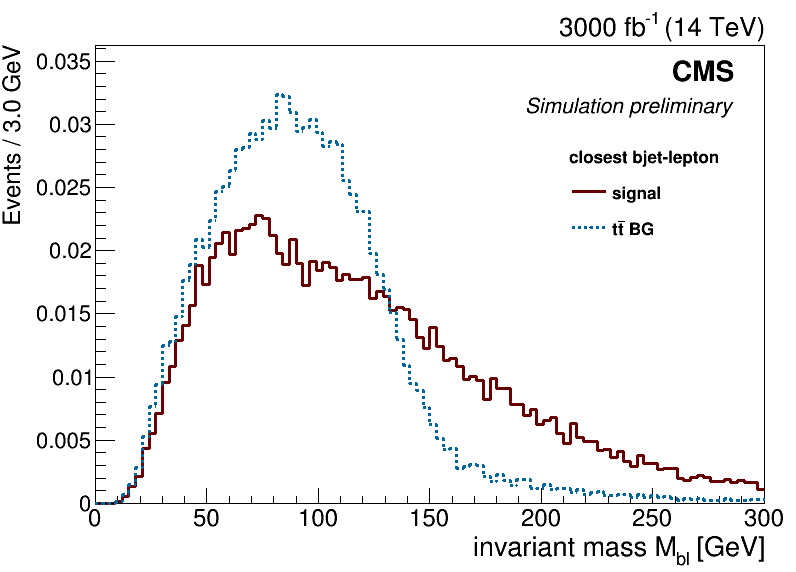 3000 fb⁻¹ (14 TeV)
CMS
Simulation preliminary
closest bjet-lepton
signal
tt̄ BG
Events / 3.0 GeV
0.035
0.03
0.025
0.02
0.015
0.01
0.005
0
0 50 100 150 200 250 300
invariant mass M_bl [GeV]